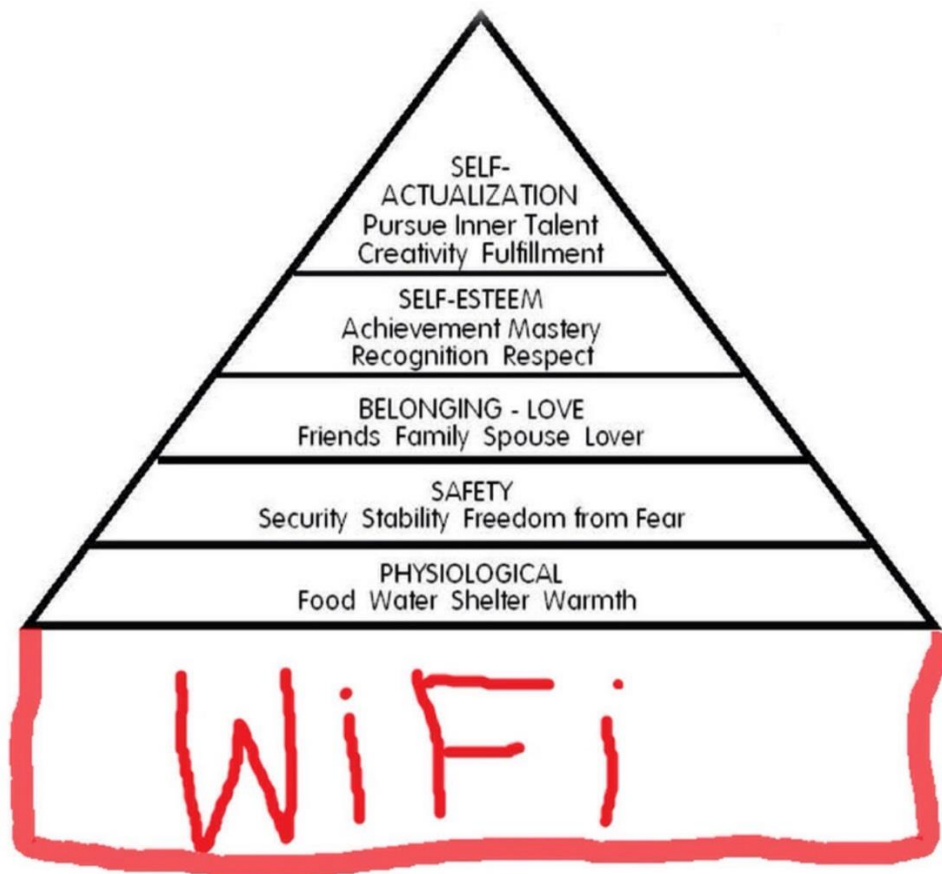 SELF-
ACTUALIZATION
Pursue Inner Talent
Creativity Fulfillment
SELF-ESTEEM
Achievement Mastery
Recognition Respect
BELONGING - LOVE
Friends Family Spouse Lover
SAFETY
Security Stability Freedom from Fear
PHYSIOLOGICAL
Food Water Shelter Warmth
WiFi